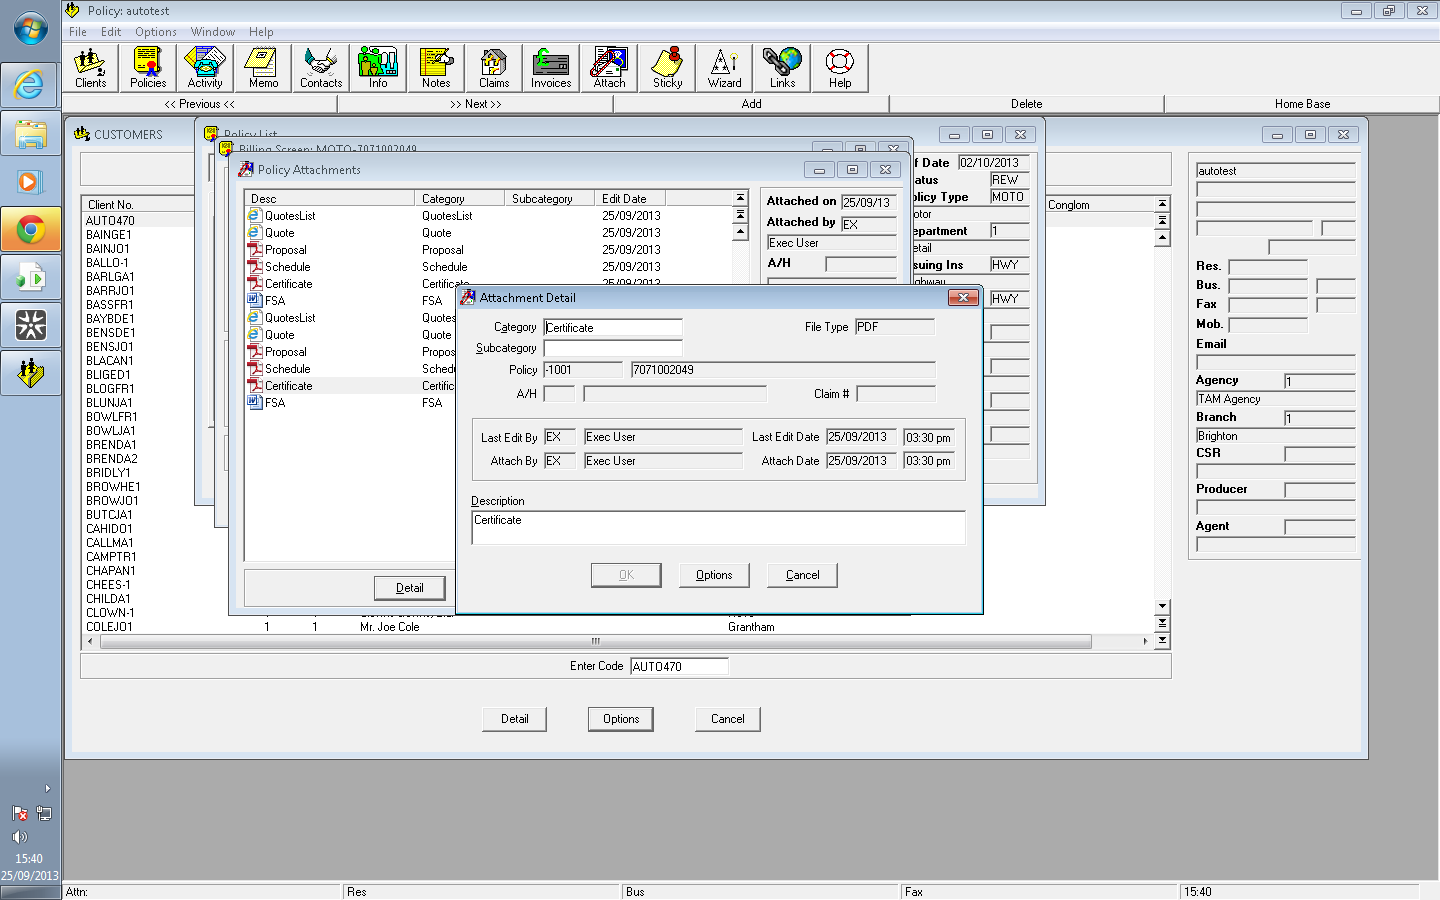 Policy: autotest
File Edit Options Window Help
Clients Policies Activity Memo Contacts Info Notes Claims Invoices Attach Sticky Wizard Links Help
<< Previous << >> Next >> Add Delete Home Base
CUSTOMERS
Policy List
Billing Screen: MOTO-7071002049
Policy Attachments
Client No.
AUTO470
BAINGE1
BAINJO1
BALLO-1
BARLGA1
BARRJO1
BASSFR1
BAYBDE1
BENSDE1
BENSJO1
BLACAN1
BLIGED1
BLOGFR1
BLUNJA1
BOWLFR1
BOWLJA1
BRENDA1
BRENDA2
BRIDLY1
BROWHE1
BROWJO1
BUTCJA1
CAHIDO1
CALLMA1
CAMPTR1
CHAPAN1
CHEES-1
CHILDA1
CLOWN-1
COLEJO1 1 1 Mr. Joe Cole Grantham
Desc Category Subcategory Edit Date
QuotesList QuotesList 25/09/2013
Quote Quote 25/09/2013
Proposal Proposal 25/09/2013
Schedule Schedule 25/09/2013
Certificate Certificate 25/09/2013
FSA FSA
QuotesList Quotes
Quote Quote
Proposal Propos
Schedule Schedu
Certificate Certific
FSA FSA
Detail
Attached on 25/09/13
Attached by EX
Exec User
A/H
f Date 02/10/2013
tatus REW
olicy Type MOTO
otor
epartment 1
etail
suing Ins HWY
ighway
HWY
Conglom
Attachment Detail
Category Certificate File Type PDF
Subcategory
Policy -1001 7071002049
A/H Claim #
Last Edit By EX Exec User Last Edit Date 25/09/2013 03:30 pm
Attach By EX Exec User Attach Date 25/09/2013 03:30 pm
Description
Certificate
OK Options Cancel
Enter Code AUTO470
Detail Options Cancel
autotest
Res.
Bus.
Fax
Mob.
Email
Agency 1
TAM Agency
Branch 1
Brighton
CSR
Producer
Agent
15:40
25/09/2013
Attn: Res Bus Fax 15:40